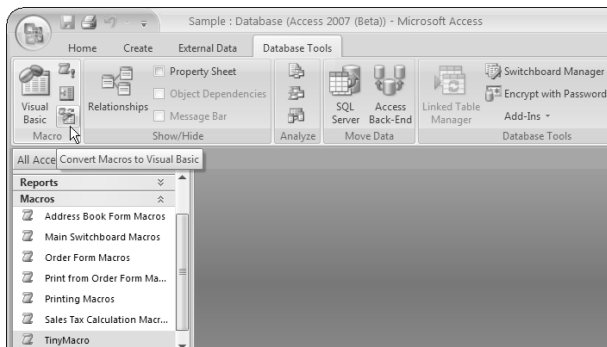 Sample : Database (Access 2007 (Beta)) - Microsoft Access
Home Create External Data Database Tools
Visual Basic
Macro
Relationships
Property Sheet
Object Dependencies
Message Bar
Show/Hide
Analyze
SQL Server
Access Back-End
Move Data
Linked Table Manager
Switchboard Manager
Encrypt with Password
Add-Ins
Database Tools
All Acce
Convert Macros to Visual Basic
Reports
Macros
Address Book Form Macros
Main Switchboard Macros
Order Form Macros
Print from Order Form Ma...
Printing Macros
Sales Tax Calculation Macr...
TinyMacro